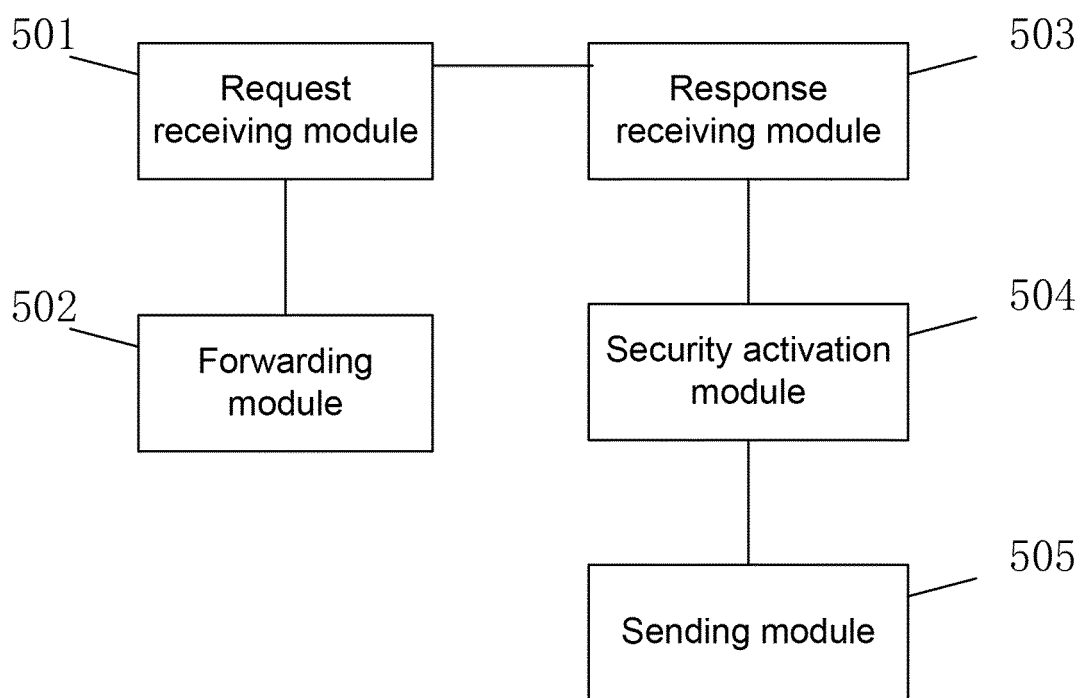 501
Request
receiving module
503
Response
receiving module
502
Forwarding
module
504
Security activation
module
505
Sending module